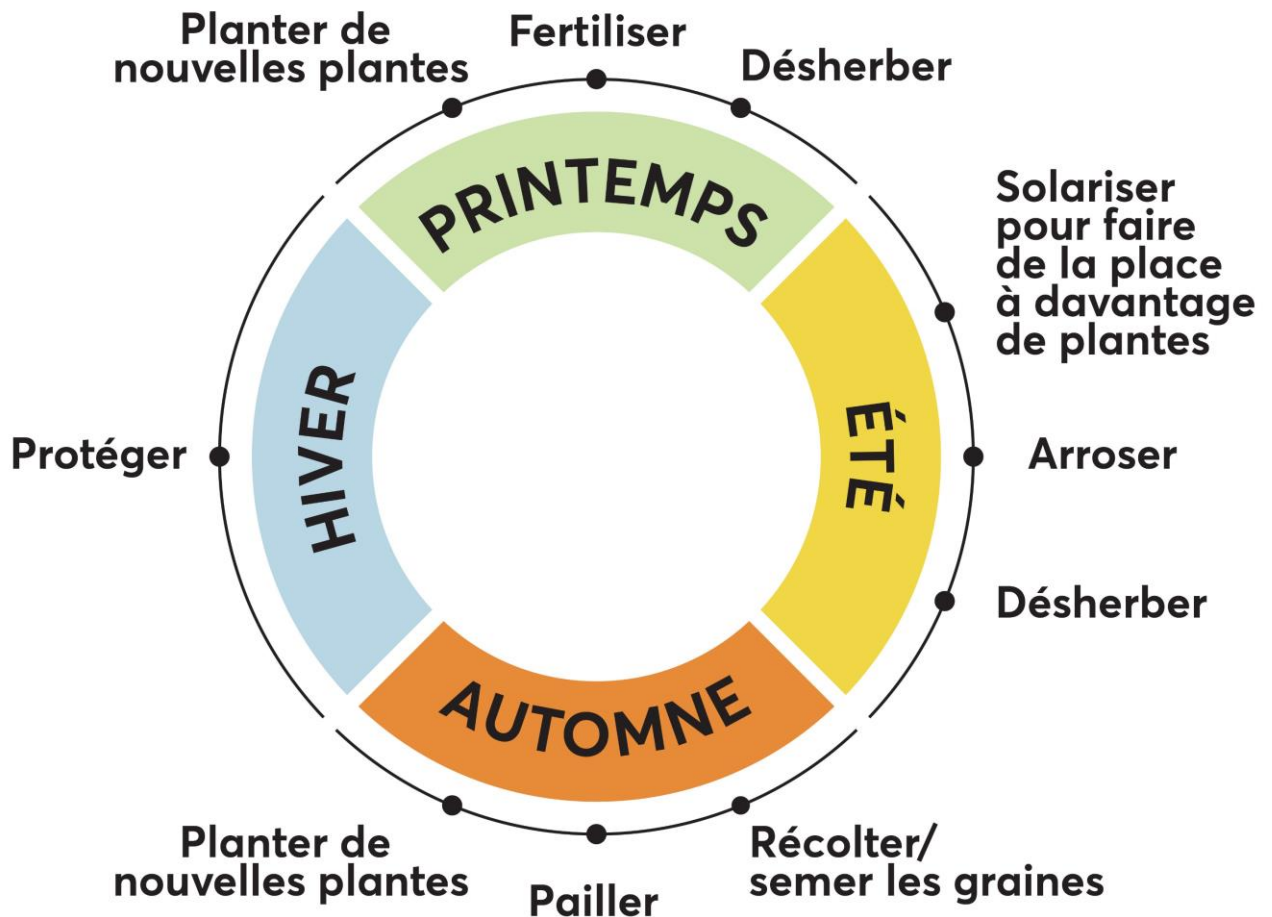 Planter de
nouvelles plantes
Fertiliser
Désherber
PRINTEMPS
Solariser
pour faire
de la place
à davantage
de plantes
ÉTÉ
Arroser
Désherber
AUTOMNE
Récolter/
semer les graines
Pailler
Planter de
nouvelles plantes
HIVER
Protéger